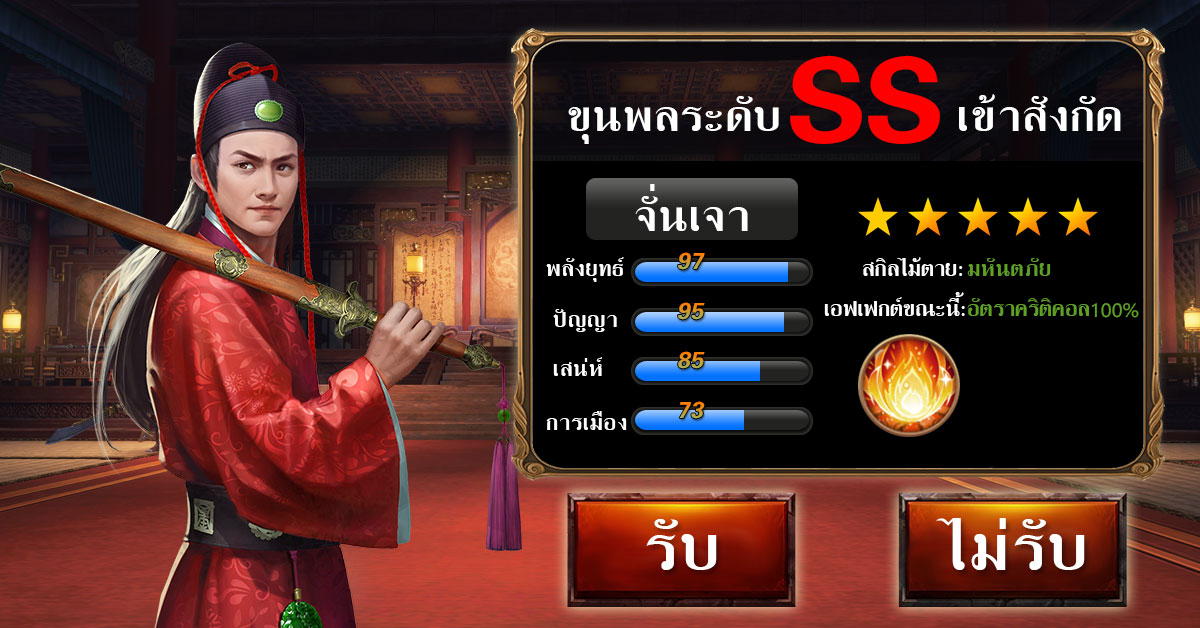 ขุนพลระดับ SS เข้าสังกัด
จั่นเจา
พลังยุทธ์ 97
ปัญญา 95
เสน่ห์ 85
การเมือง 73
สกิลไม้ตาย: มหันตภัย
เอฟเฟกต์ขณะนี้:อัตราคริติคอล100%
รับ
ไม่รับ